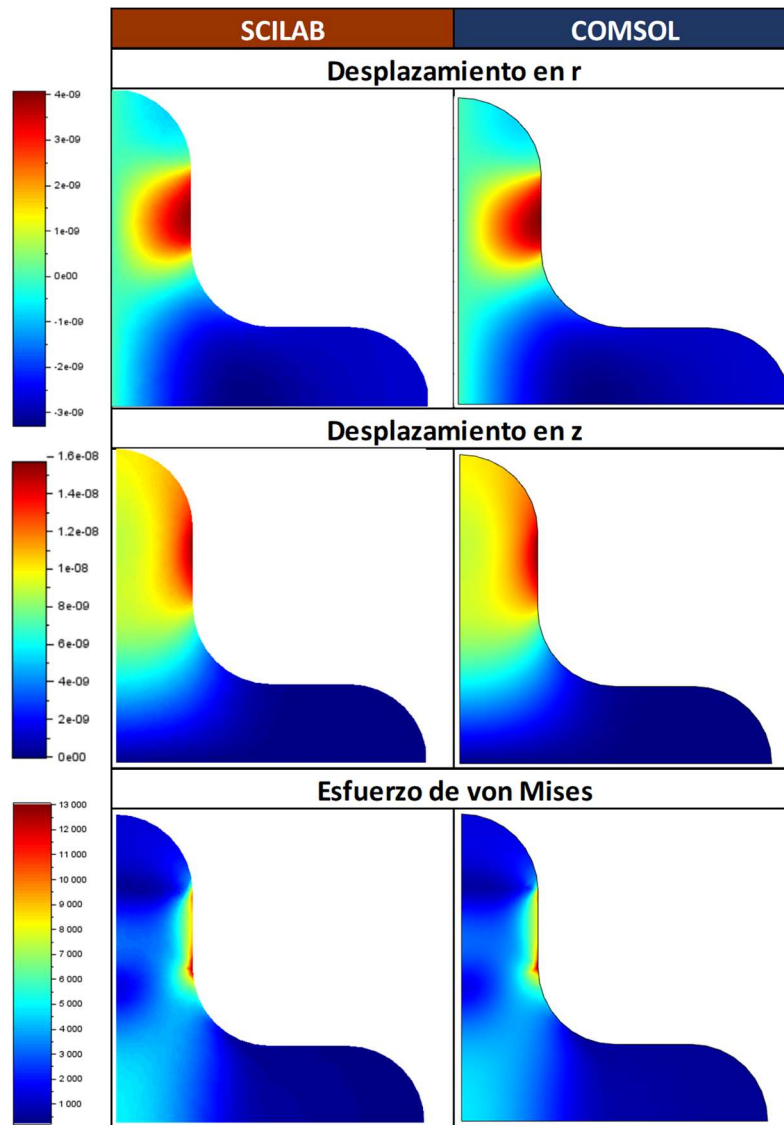 SCILAB COMSOL
Desplazamiento en r
4e-09
3e-09
2e-09
1e-09
0e00
-1e-09
-2e-09
-3e-09
Desplazamiento en z
1.6e-08
1.4e-08
1.2e-08
1e-08
8e-09
6e-09
4e-09
2e-09
0e00
Esfuerzo de von Mises
13 000
12 000
11 000
10 000
9 000
8 000
7 000
6 000
5 000
4 000
3 000
2 000
1 000